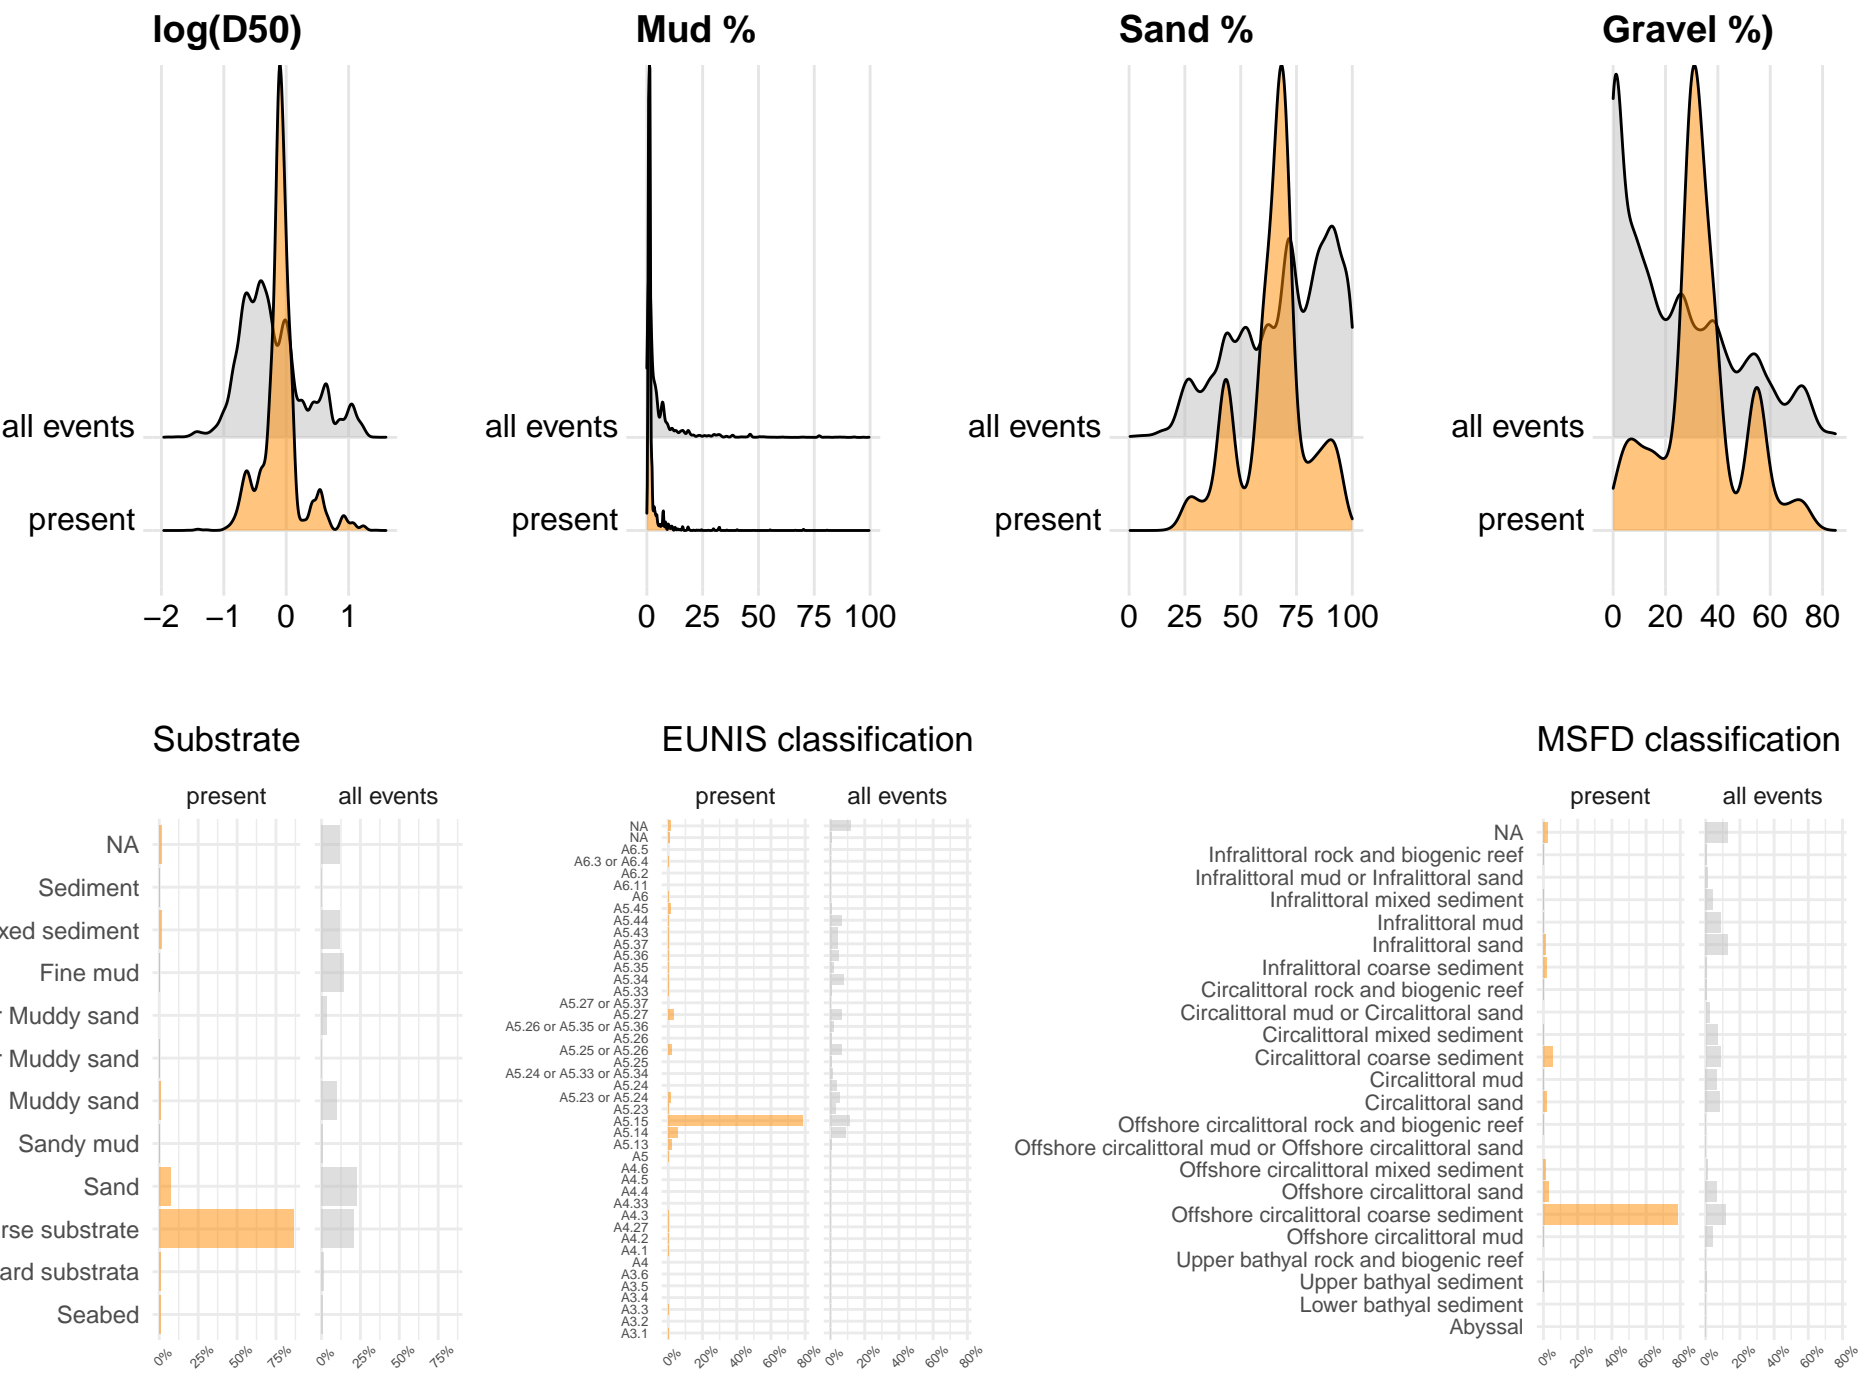 log(D50) Mud % Sand % Gravel %)
all events all events all events all events
present present present present
−2 −1 0 1 0 25 50 75 100 0 25 50 75 100 0 20 40 60 80
Substrate
present all events
NA
Sediment
xed sediment
Fine mud
r Muddy sand
r Muddy sand
Muddy sand
Sandy mud
Sand
rse substrate
ard substrata
Seabed
0% 25% 50% 75% 0% 25% 50% 75%
EUNIS classification
present all events
NA
NA
A6.5
A6.3 or A6.4
A6.2
A6.11
A6
A5.45
A5.44
A5.43
A5.37
A5.36
A5.35
A5.34
A5.33
A5.27 or A5.37
A5.27
A5.26 or A5.35 or A5.36
A5.26
A5.25 or A5.26
A5.25
A5.24 or A5.33 or A5.34
A5.24
A5.23 or A5.24
A5.23
A5.15
A5.14
A5.13
A5
A4.6
A4.5
A4.4
A4.33
A4.3
A4.27
A4.2
A4.1
A4
A3.6
A3.5
A3.4
A3.3
A3.2
A3.1
0% 20% 40% 60% 80% 0% 20% 40% 60% 80%
MSFD classification
present all events
NA
Infralittoral rock and biogenic reef
Infralittoral mud or Infralittoral sand
Infralittoral mixed sediment
Infralittoral mud
Infralittoral sand
Infralittoral coarse sediment
Circalittoral rock and biogenic reef
Circalittoral mud or Circalittoral sand
Circalittoral mixed sediment
Circalittoral coarse sediment
Circalittoral mud
Circalittoral sand
Offshore circalittoral rock and biogenic reef
Offshore circalittoral mud or Offshore circalittoral sand
Offshore circalittoral mixed sediment
Offshore circalittoral sand
Offshore circalittoral coarse sediment
Offshore circalittoral mud
Upper bathyal rock and biogenic reef
Upper bathyal sediment
Lower bathyal sediment
Abyssal
0% 20% 40% 60% 80% 0% 20% 40% 60% 80%